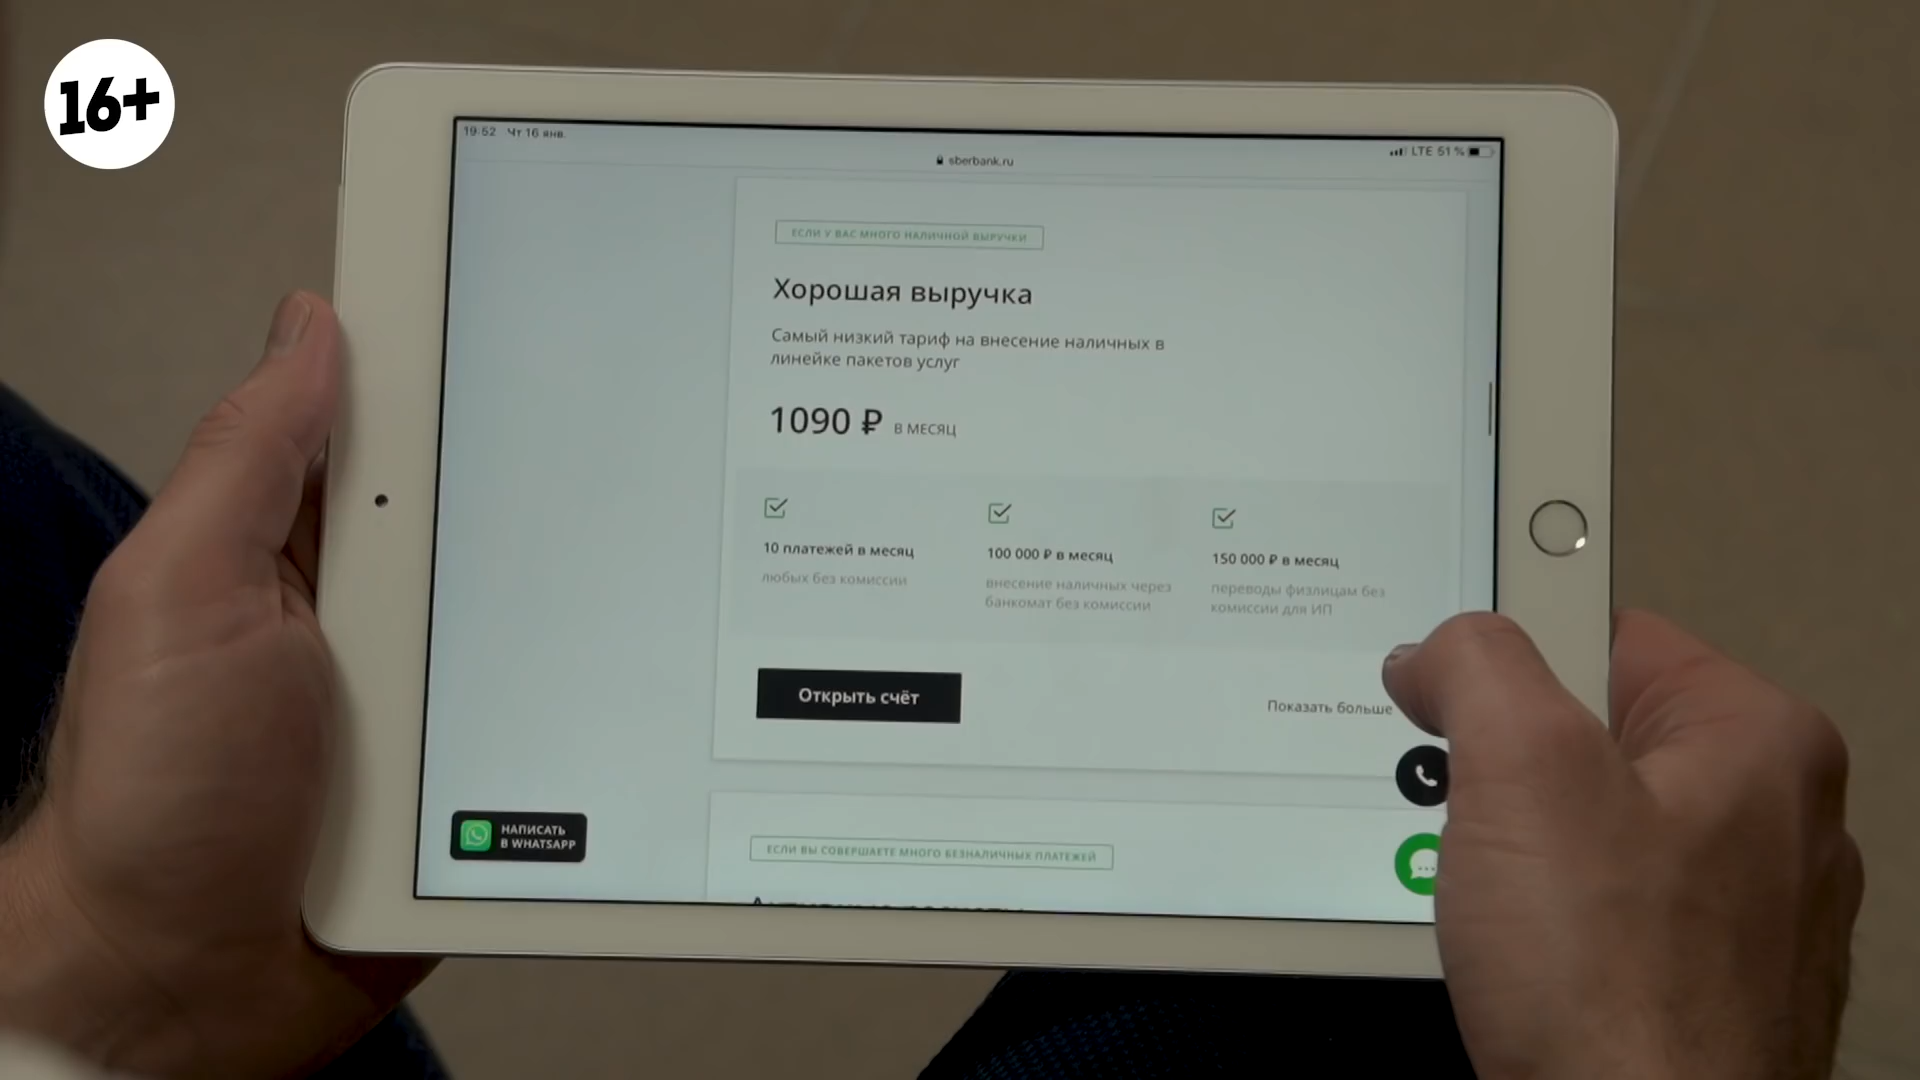 16+
19:52 Чт 16 янв.
sberbank.ru
LTE 51 %
ЕСЛИ У ВАС МНОГО НАЛИЧНОЙ ВЫРУЧКИ
Хорошая выручка
Самый низкий тариф на внесение наличных в
линейке пакетов услуг
1090 ₽ В МЕСЯЦ
10 платежей в месяц
любых без комиссии
100 000 ₽ в месяц
внесение наличных через
банкомат без комиссии
150 000 ₽ в месяц
переводы физлицам без
комиссии для ИП
Открыть счёт
Показать больше
НАПИСАТЬ
В WHATSAPP
ЕСЛИ ВЫ СОВЕРШАЕТЕ МНОГО БЕЗНАЛИЧНЫХ ПЛАТЕЖЕЙ